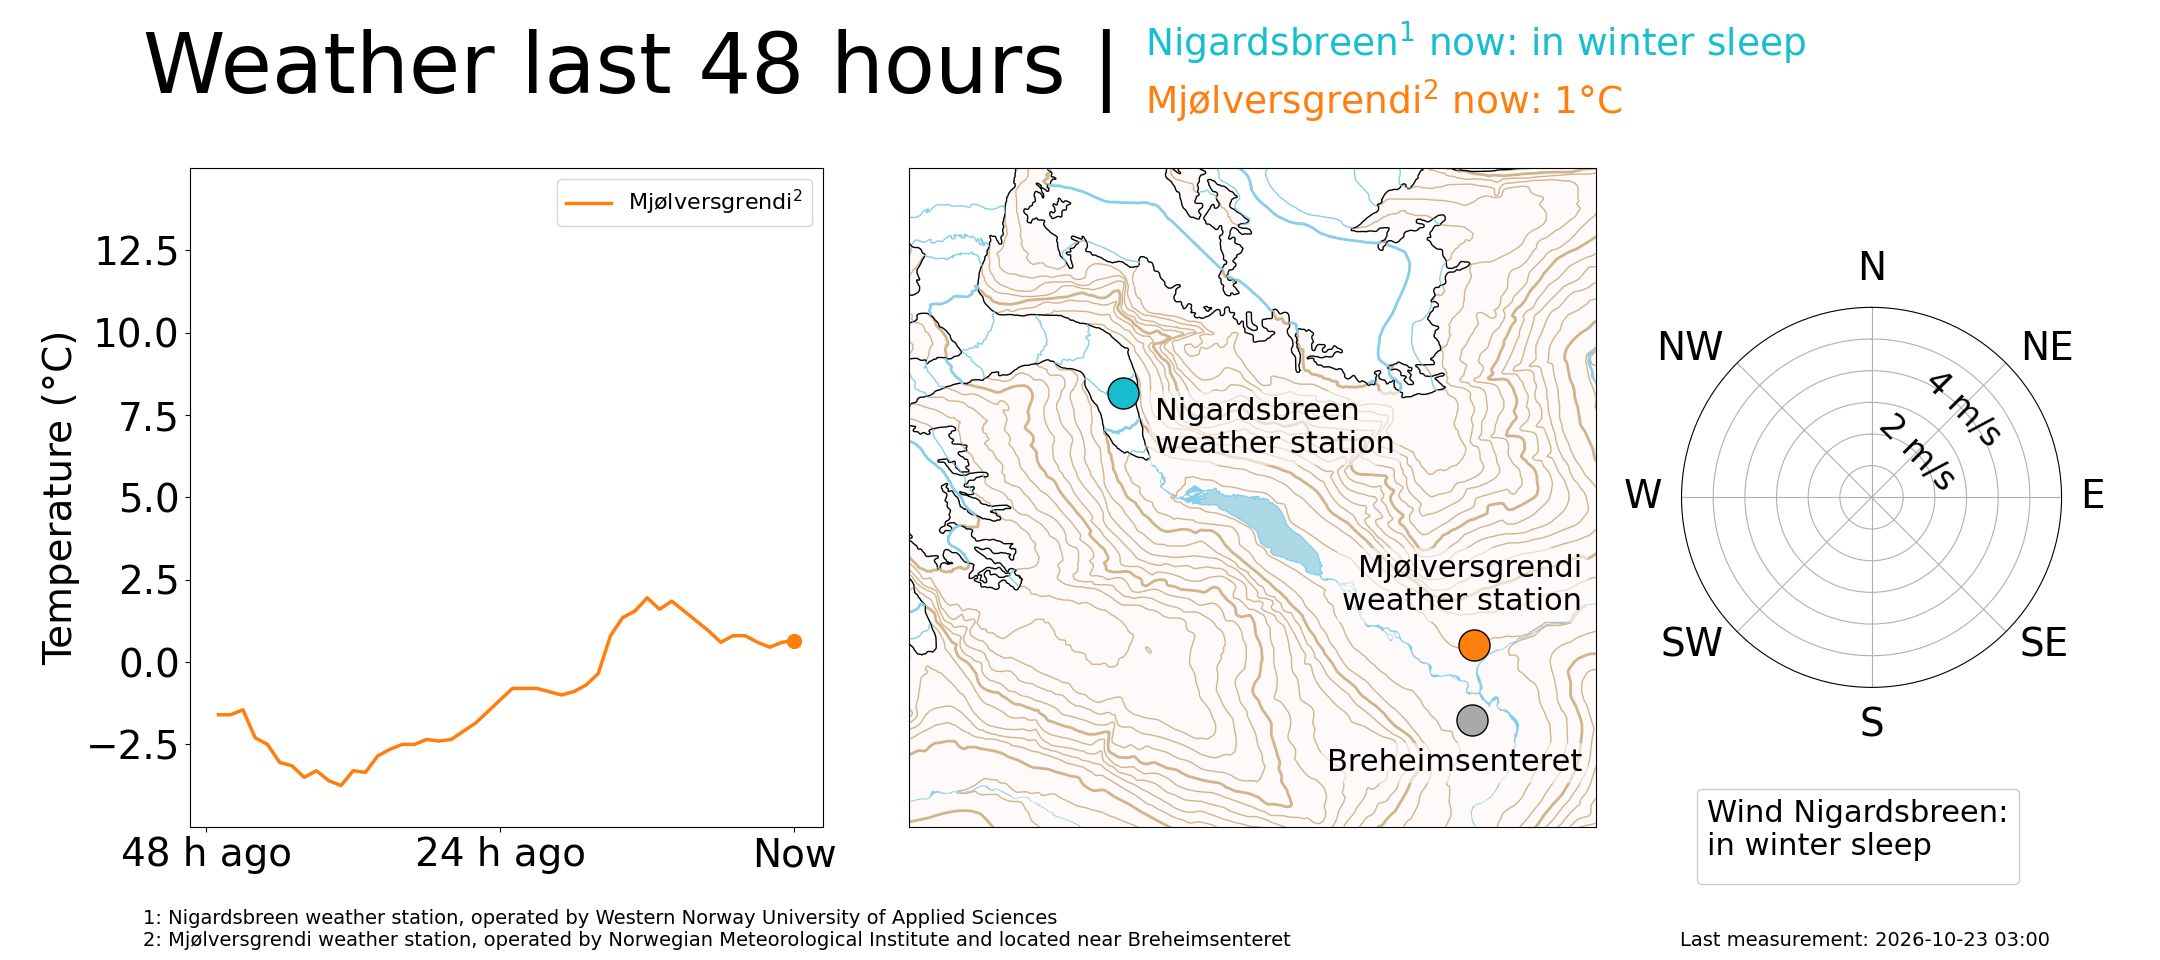 Weather last 48 hours |
Nigardsbreen¹ now: in winter sleep
Mjølversgrendi² now: 1°C
Mjølversgrendi²
Temperature (°C)
12.5
10.0
7.5
5.0
2.5
0.0
−2.5
48 h ago
24 h ago
Now
Nigardsbreen
weather station
Mjølversgrendi
weather station
Breheimsenteret
N
NE
E
SE
S
SW
W
NW
4 m/s
2 m/s
Wind Nigardsbreen:
in winter sleep
1: Nigardsbreen weather station, operated by Western Norway University of Applied Sciences
2: Mjølversgrendi weather station, operated by Norwegian Meteorological Institute and located near Breheimsenteret
Last measurement: 2026-10-23 03:00